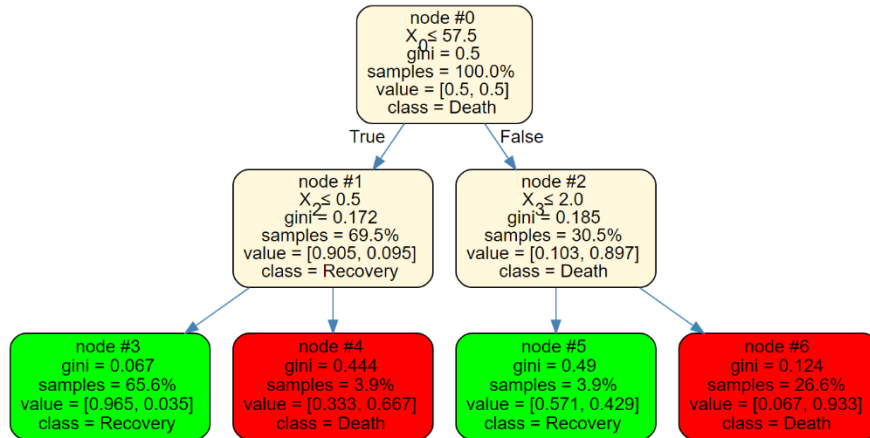 node #0
X₀ ≤ 57.5
gini = 0.5
samples = 100.0%
value = [0.5, 0.5]
class = Death
True
False
node #1
X₂ ≤ 0.5
gini = 0.172
samples = 69.5%
value = [0.905, 0.095]
class = Recovery
node #2
X₃ ≤ 2.0
gini = 0.185
samples = 30.5%
value = [0.103, 0.897]
class = Death
node #3
gini = 0.067
samples = 65.6%
value = [0.965, 0.035]
class = Recovery
node #4
gini = 0.444
samples = 3.9%
value = [0.333, 0.667]
class = Death
node #5
gini = 0.49
samples = 3.9%
value = [0.571, 0.429]
class = Recovery
node #6
gini = 0.124
samples = 26.6%
value = [0.067, 0.933]
class = Death